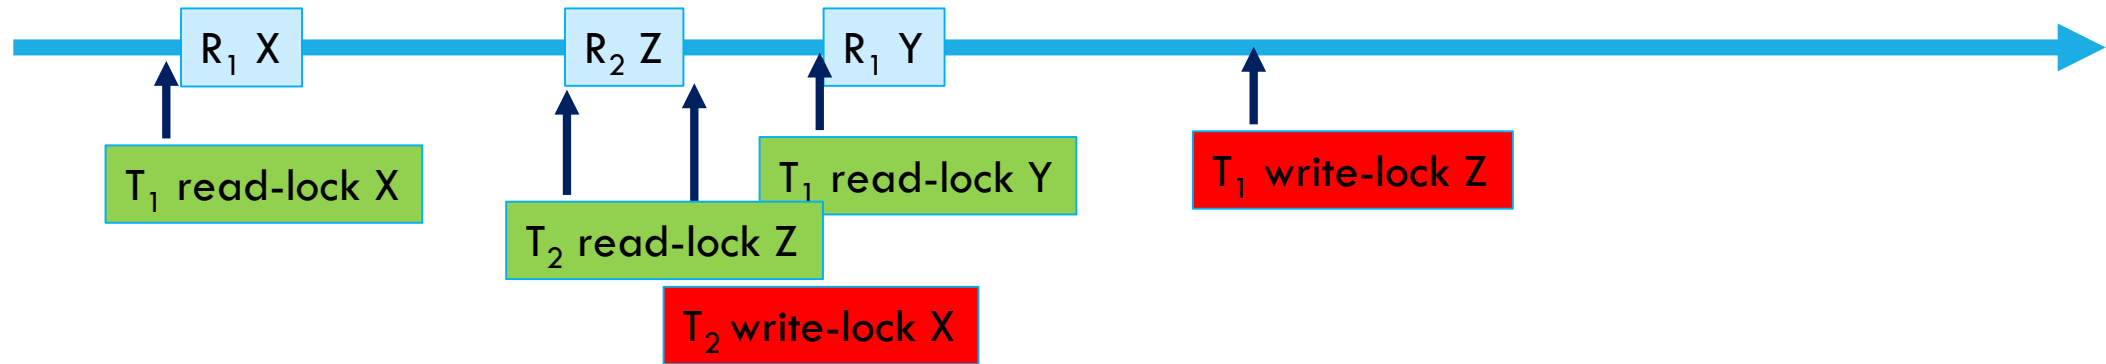 R₁ X
R₂ Z
R₁ Y
T₁ read-lock X
T₁ read-lock Y
T₁ write-lock Z
T₂ read-lock Z
T₂ write-lock X